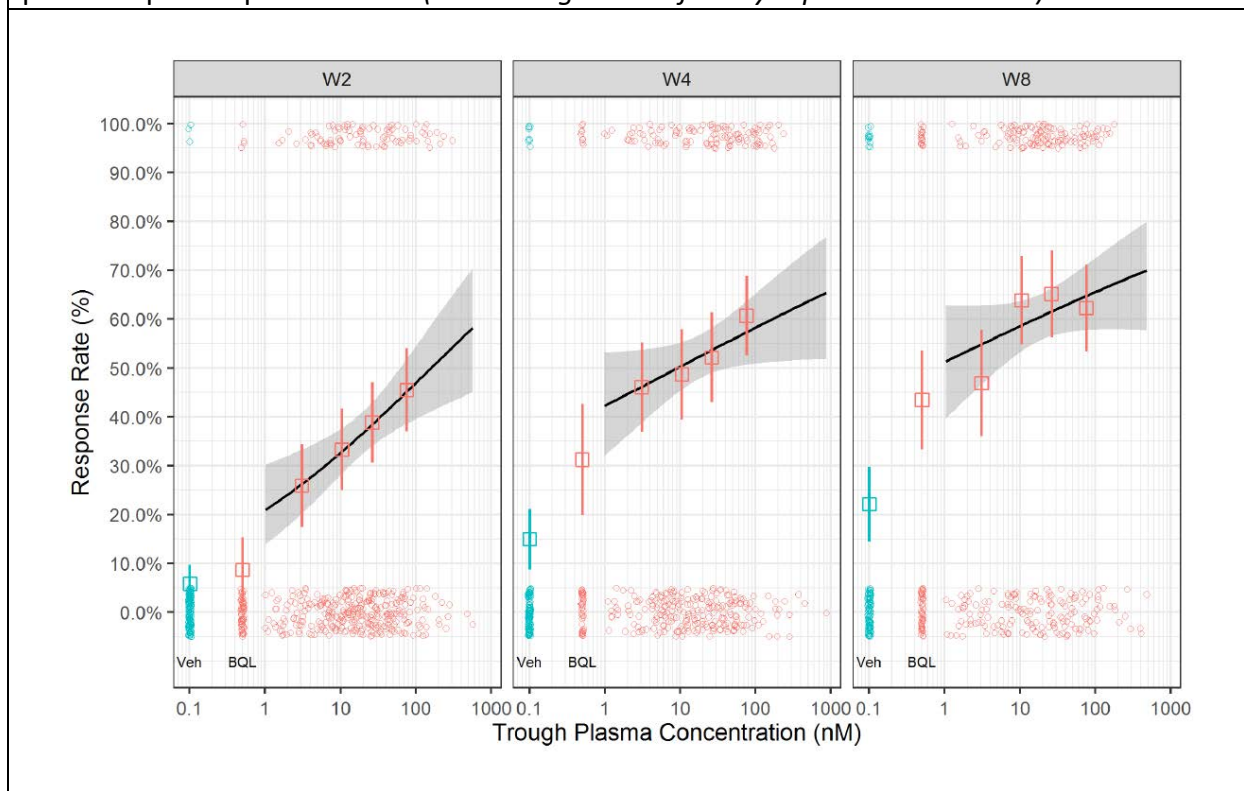 W2 W4 W8
100.0%
90.0%
80.0%
70.0%
60.0%
50.0%
40.0%
30.0%
20.0%
10.0%
0.0%
Response Rate (%)
Veh BQL Veh BQL Veh BQL
0.1 1 10 100 1000 0.1 1 10 100 1000 0.1 1 10 100 1000
Trough Plasma Concentration (nM)